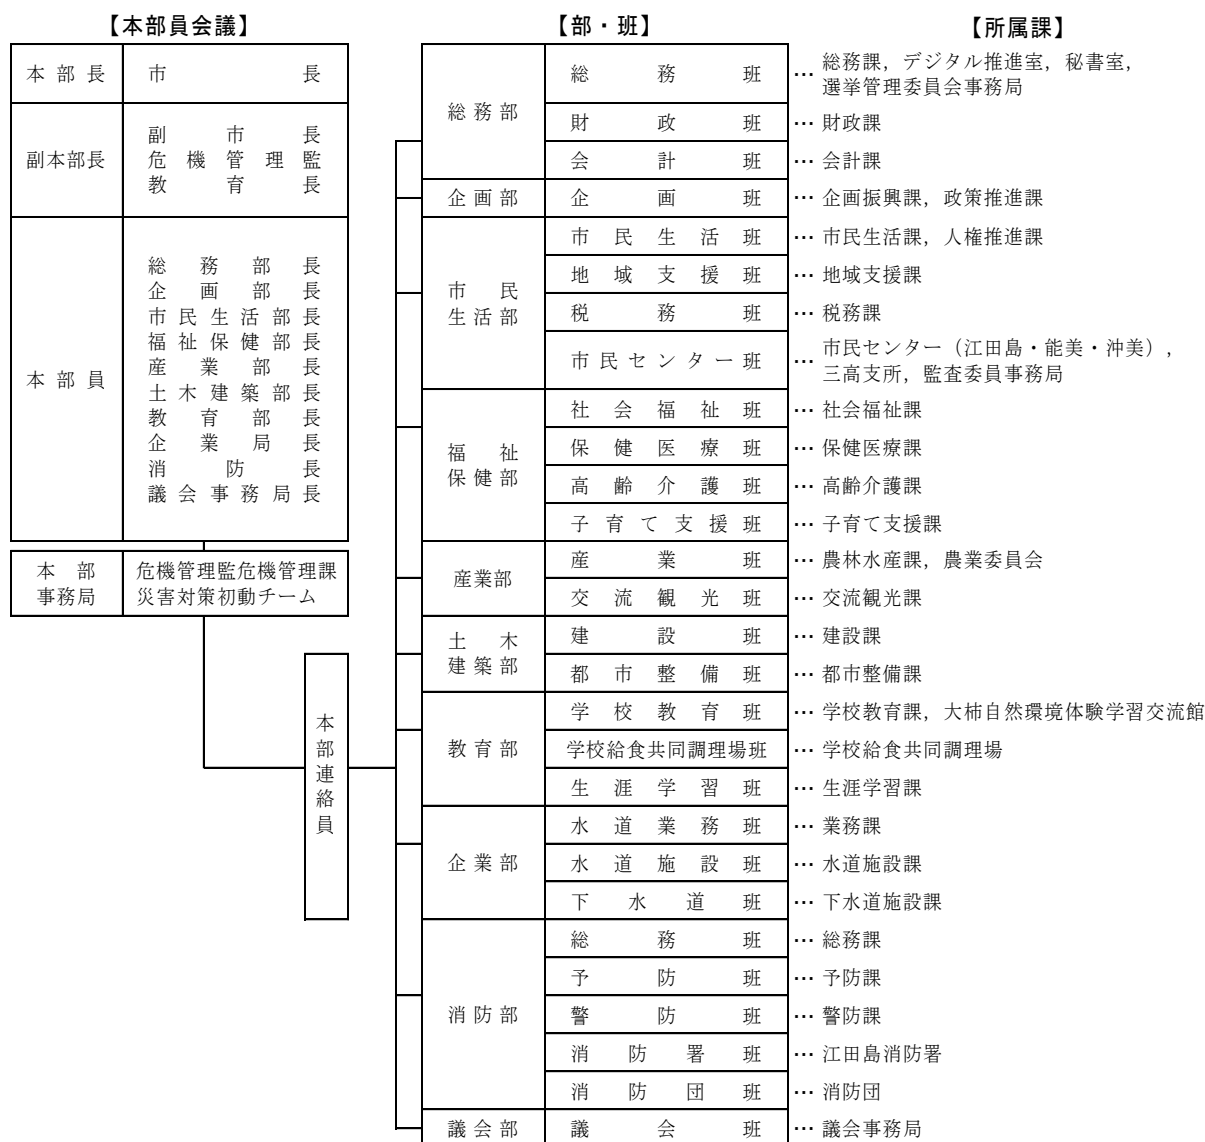 【本部員会議】
本部長
市長
副本部長
副市長
危機管理監
教育長
本部員
総務部長
企画部長
市民生活部長
福祉保健部長
産業部長
土木建築部長
教育部長
企業局長
消防長
議会事務局長
本部
事務局
危機管理監危機管理課
災害対策初動チーム
本部連絡員
【部・班】
【所属課】
総務部
総務班
… 総務課，デジタル推進室，秘書室，
選挙管理委員会事務局
財政班
… 財政課
会計班
… 会計課
企画部
企画班
… 企画振興課，政策推進課
市民
生活部
市民生活班
… 市民生活課，人権推進課
地域支援班
… 地域支援課
税務班
… 税務課
市民センター班
… 市民センター（江田島・能美・沖美），
三高支所，監査委員事務局
福祉
保健部
社会福祉班
… 社会福祉課
保健医療班
… 保健医療課
高齢介護班
… 高齢介護課
子育て支援班
… 子育て支援課
産業部
産業班
… 農林水産課，農業委員会
交流観光班
… 交流観光課
土木
建築部
建設班
… 建設課
都市整備班
… 都市整備課
教育部
学校教育班
… 学校教育課，大柿自然環境体験学習交流館
学校給食共同調理場班
… 学校給食共同調理場
生涯学習班
… 生涯学習課
企業部
水道業務班
… 業務課
水道施設班
… 水道施設課
下水道班
… 下水道施設課
消防部
総務班
… 総務課
予防班
… 予防課
警防班
… 警防課
消防署班
… 江田島消防署
消防団班
… 消防団
議会部
議会班
… 議会事務局